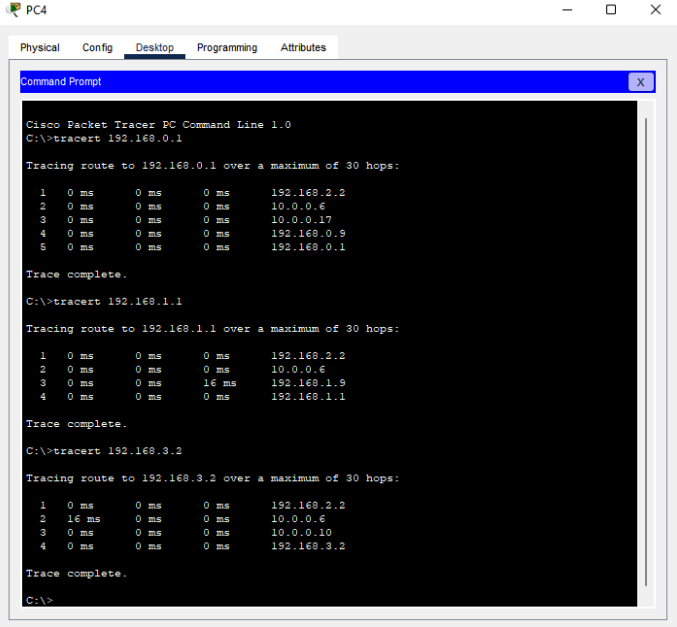 PC4
Physical Config Desktop Programming Attributes
Command Prompt X
Cisco Packet Tracer PC Command Line 1.0
C:\>tracert 192.168.0.1
Tracing route to 192.168.0.1 over a maximum of 30 hops:
1 0 ms 0 ms 0 ms 192.168.2.2
2 0 ms 0 ms 0 ms 10.0.0.6
3 0 ms 0 ms 0 ms 10.0.0.17
4 0 ms 0 ms 0 ms 192.168.0.9
5 0 ms 0 ms 0 ms 192.168.0.1
Trace complete.
C:\>tracert 192.168.1.1
Tracing route to 192.168.1.1 over a maximum of 30 hops:
1 0 ms 0 ms 0 ms 192.168.2.2
2 0 ms 0 ms 0 ms 10.0.0.6
3 0 ms 0 ms 16 ms 192.168.1.9
4 0 ms 0 ms 0 ms 192.168.1.1
Trace complete.
C:\>tracert 192.168.3.2
Tracing route to 192.168.3.2 over a maximum of 30 hops:
1 0 ms 0 ms 0 ms 192.168.2.2
2 16 ms 0 ms 0 ms 10.0.0.6
3 0 ms 0 ms 0 ms 10.0.0.10
4 0 ms 0 ms 0 ms 192.168.3.2
Trace complete.
C:\>